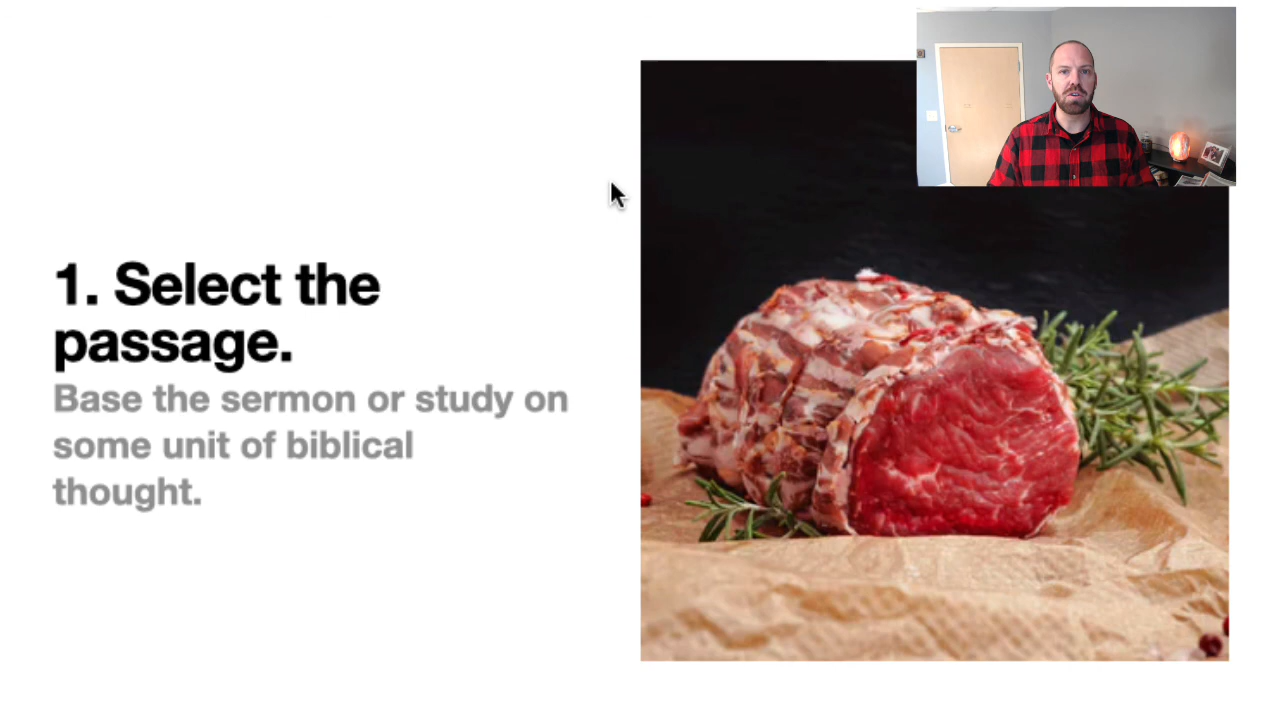 1. Select the
passage.
Base the sermon or study on
some unit of biblical
thought.